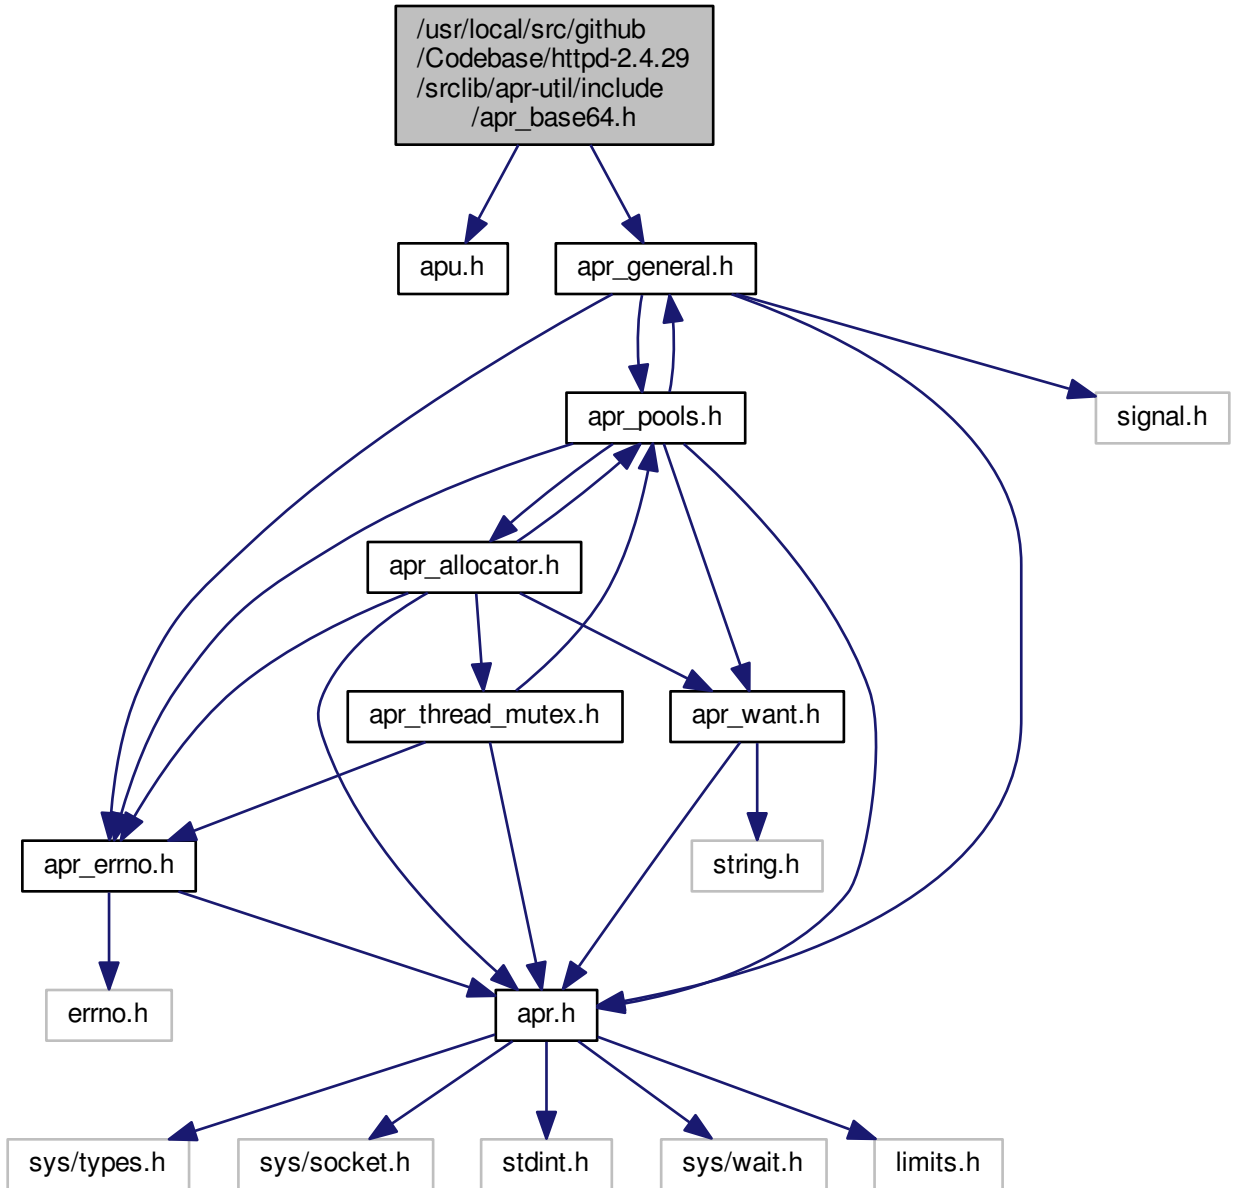 /usr/local/src/github
/Codebase/httpd-2.4.29
/srclib/apr-util/include
/apr_base64.h
apu.h
apr_general.h
apr_pools.h
signal.h
apr_allocator.h
apr_thread_mutex.h
apr_want.h
apr_errno.h
string.h
errno.h
apr.h
sys/types.h
sys/socket.h
stdint.h
sys/wait.h
limits.h